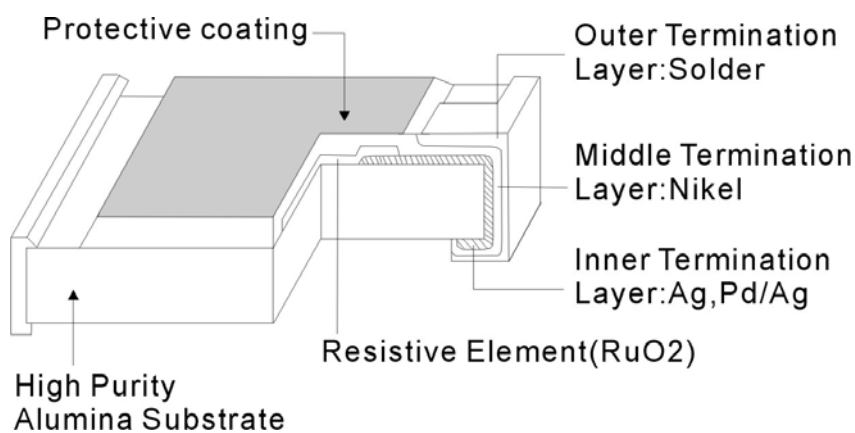 Protective coating
Outer Termination
Layer:Solder
Middle Termination
Layer:Nikel
Inner Termination
Layer:Ag,Pd/Ag
Resistive Element(RuO2)
High Purity
Alumina Substrate